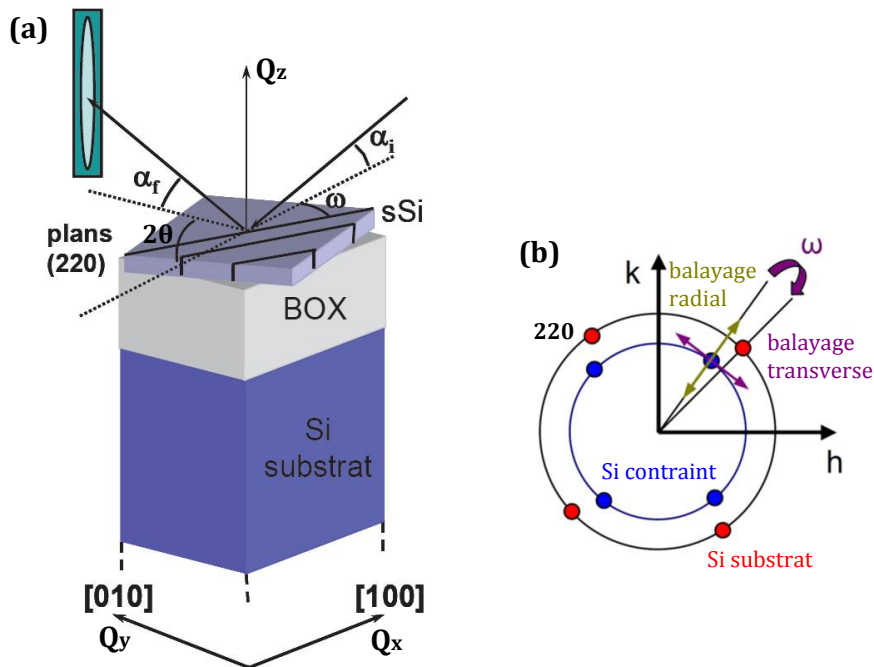 (a)
Qz
αi
αf
ω
sSi
plans
(220)
2θ
BOX
Si
substrat
[010]
[100]
Qy
Qx
(b)
ω
k
balayage
radial
220
balayage
transverse
h
Si contraint
Si substrat